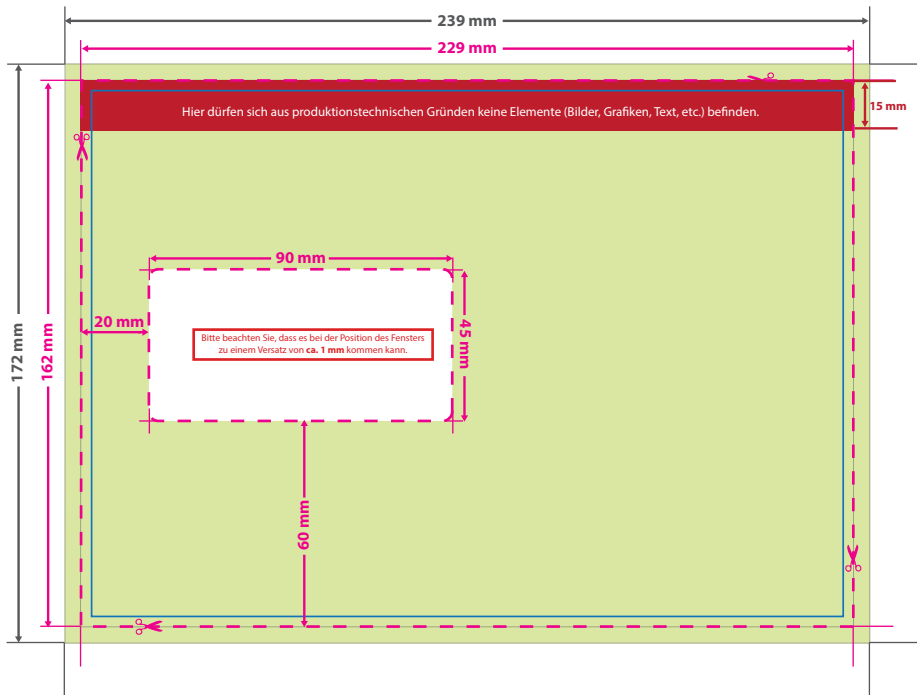 239 mm
229 mm
Hier dürfen sich aus produktionstechnischen Gründen keine Elemente (Bilder, Grafiken, Text, etc.) befinden.
15 mm
90 mm
20 mm
45 mm
Bitte beachten Sie, dass es bei der Position des Fensters
zu einem Versatz von ca. 1 mm kommen kann.
172 mm
162 mm
60 mm